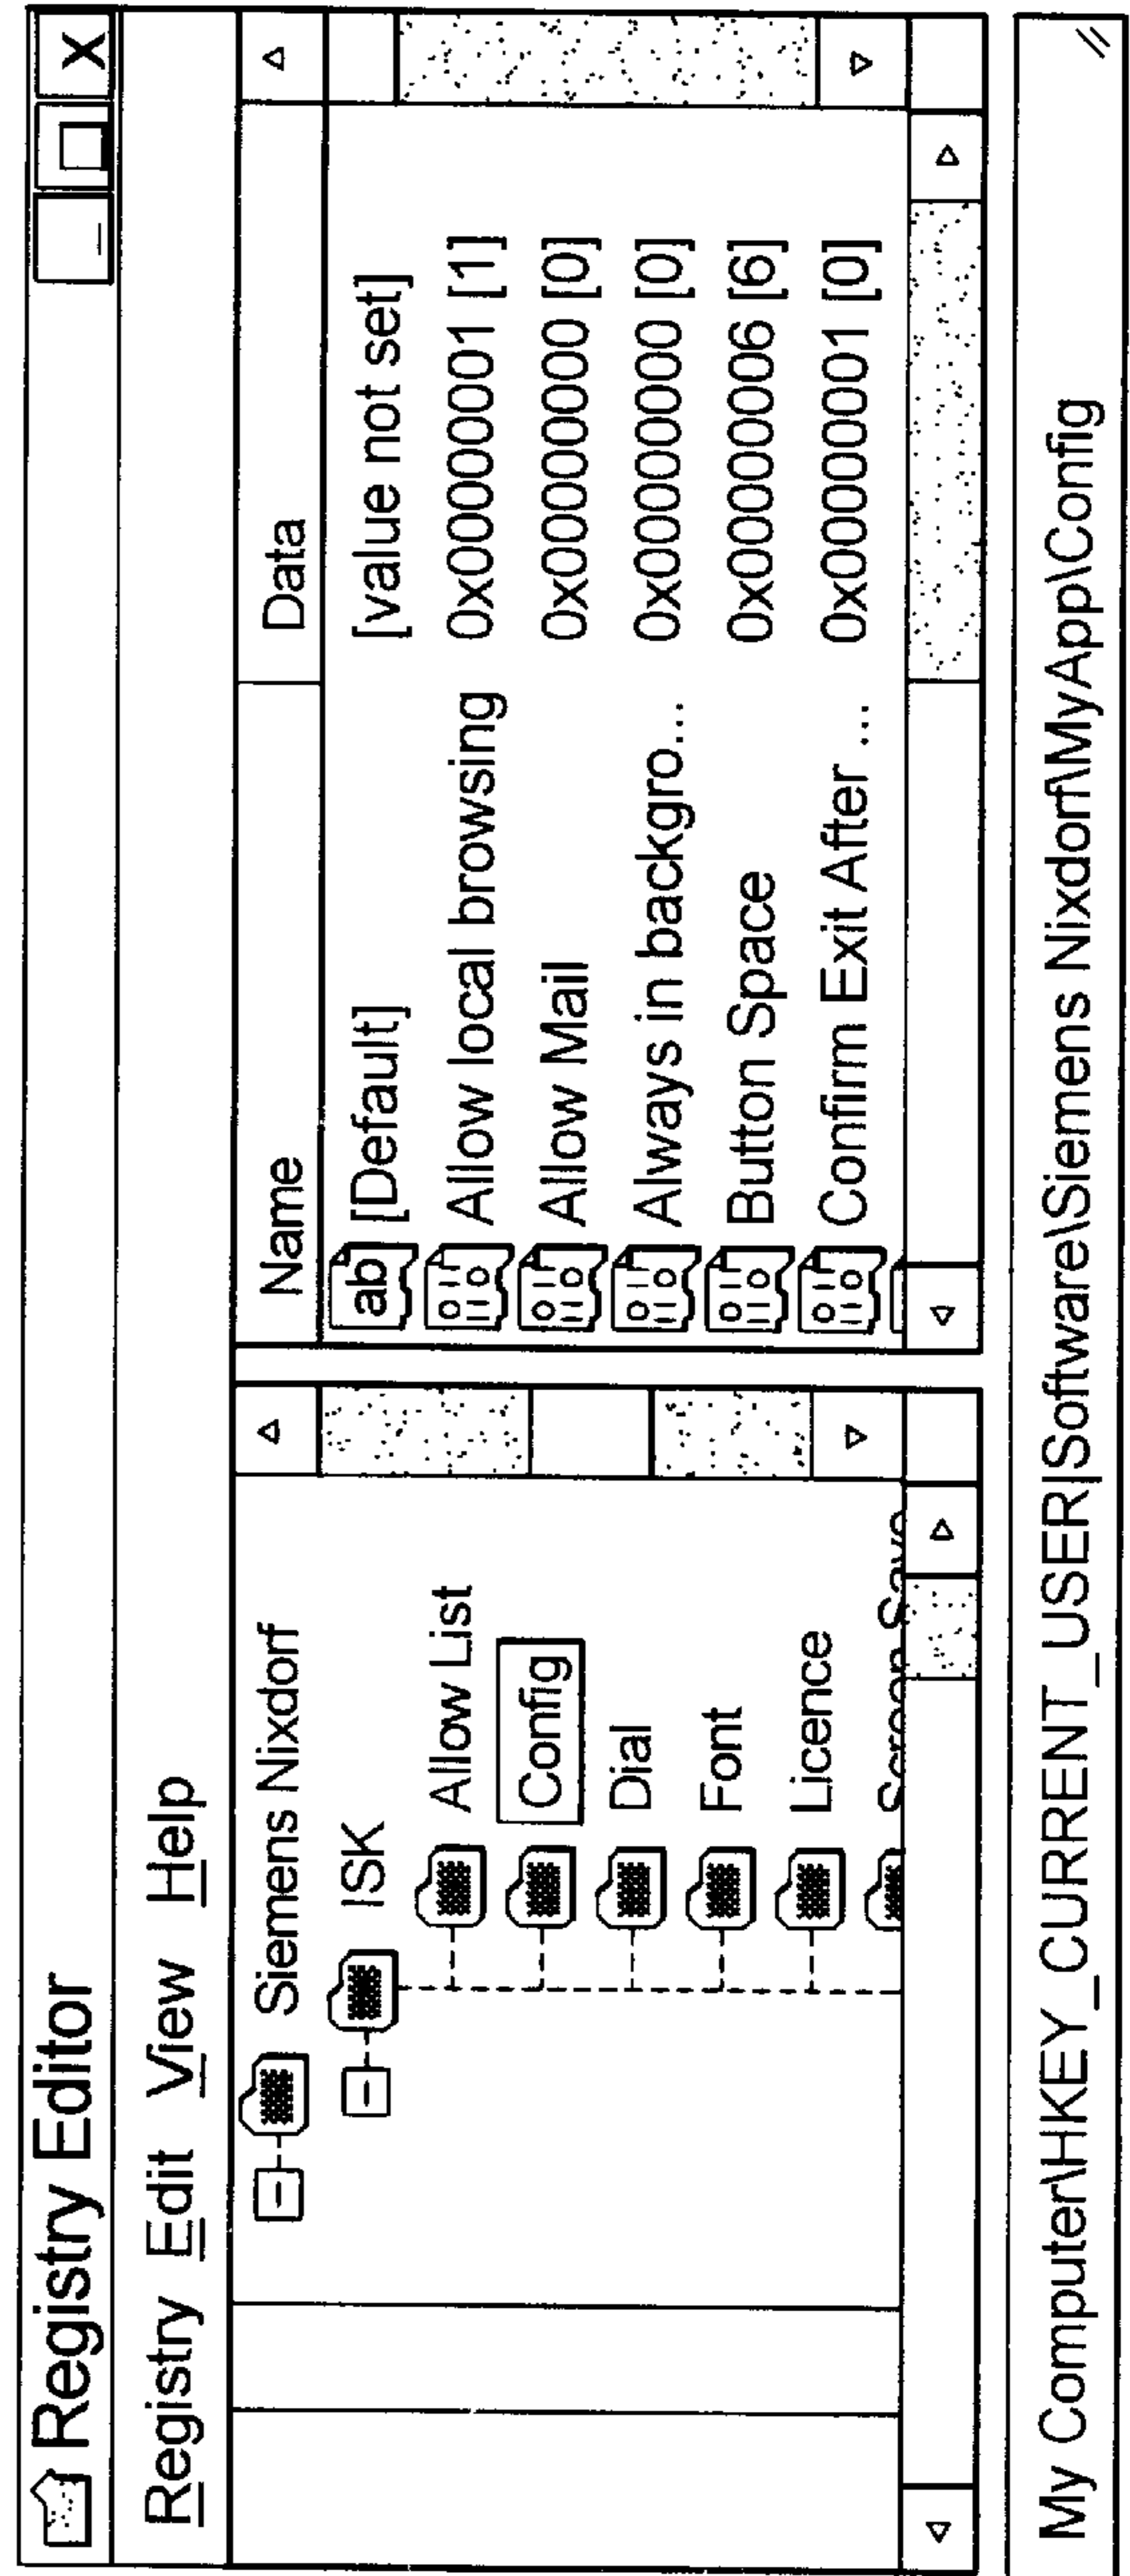 Registry Editor
X
Registry Edit View Help
Siemens Nixdorf
ISK
Allow List
Config
Dial
Font
Licence
Name Data
ab [Default] [value not set]
Allow local browsing 0x00000001 [1]
Allow Mail 0x00000000 [0]
Always in backgro... 0x00000000 [0]
Button Space 0x00000006 [6]
Confirm Exit After ... 0x00000001 [0]
My Computer\HKEY_CURRENT_USER|Software\Siemens Nixdorf\MyApp\Config